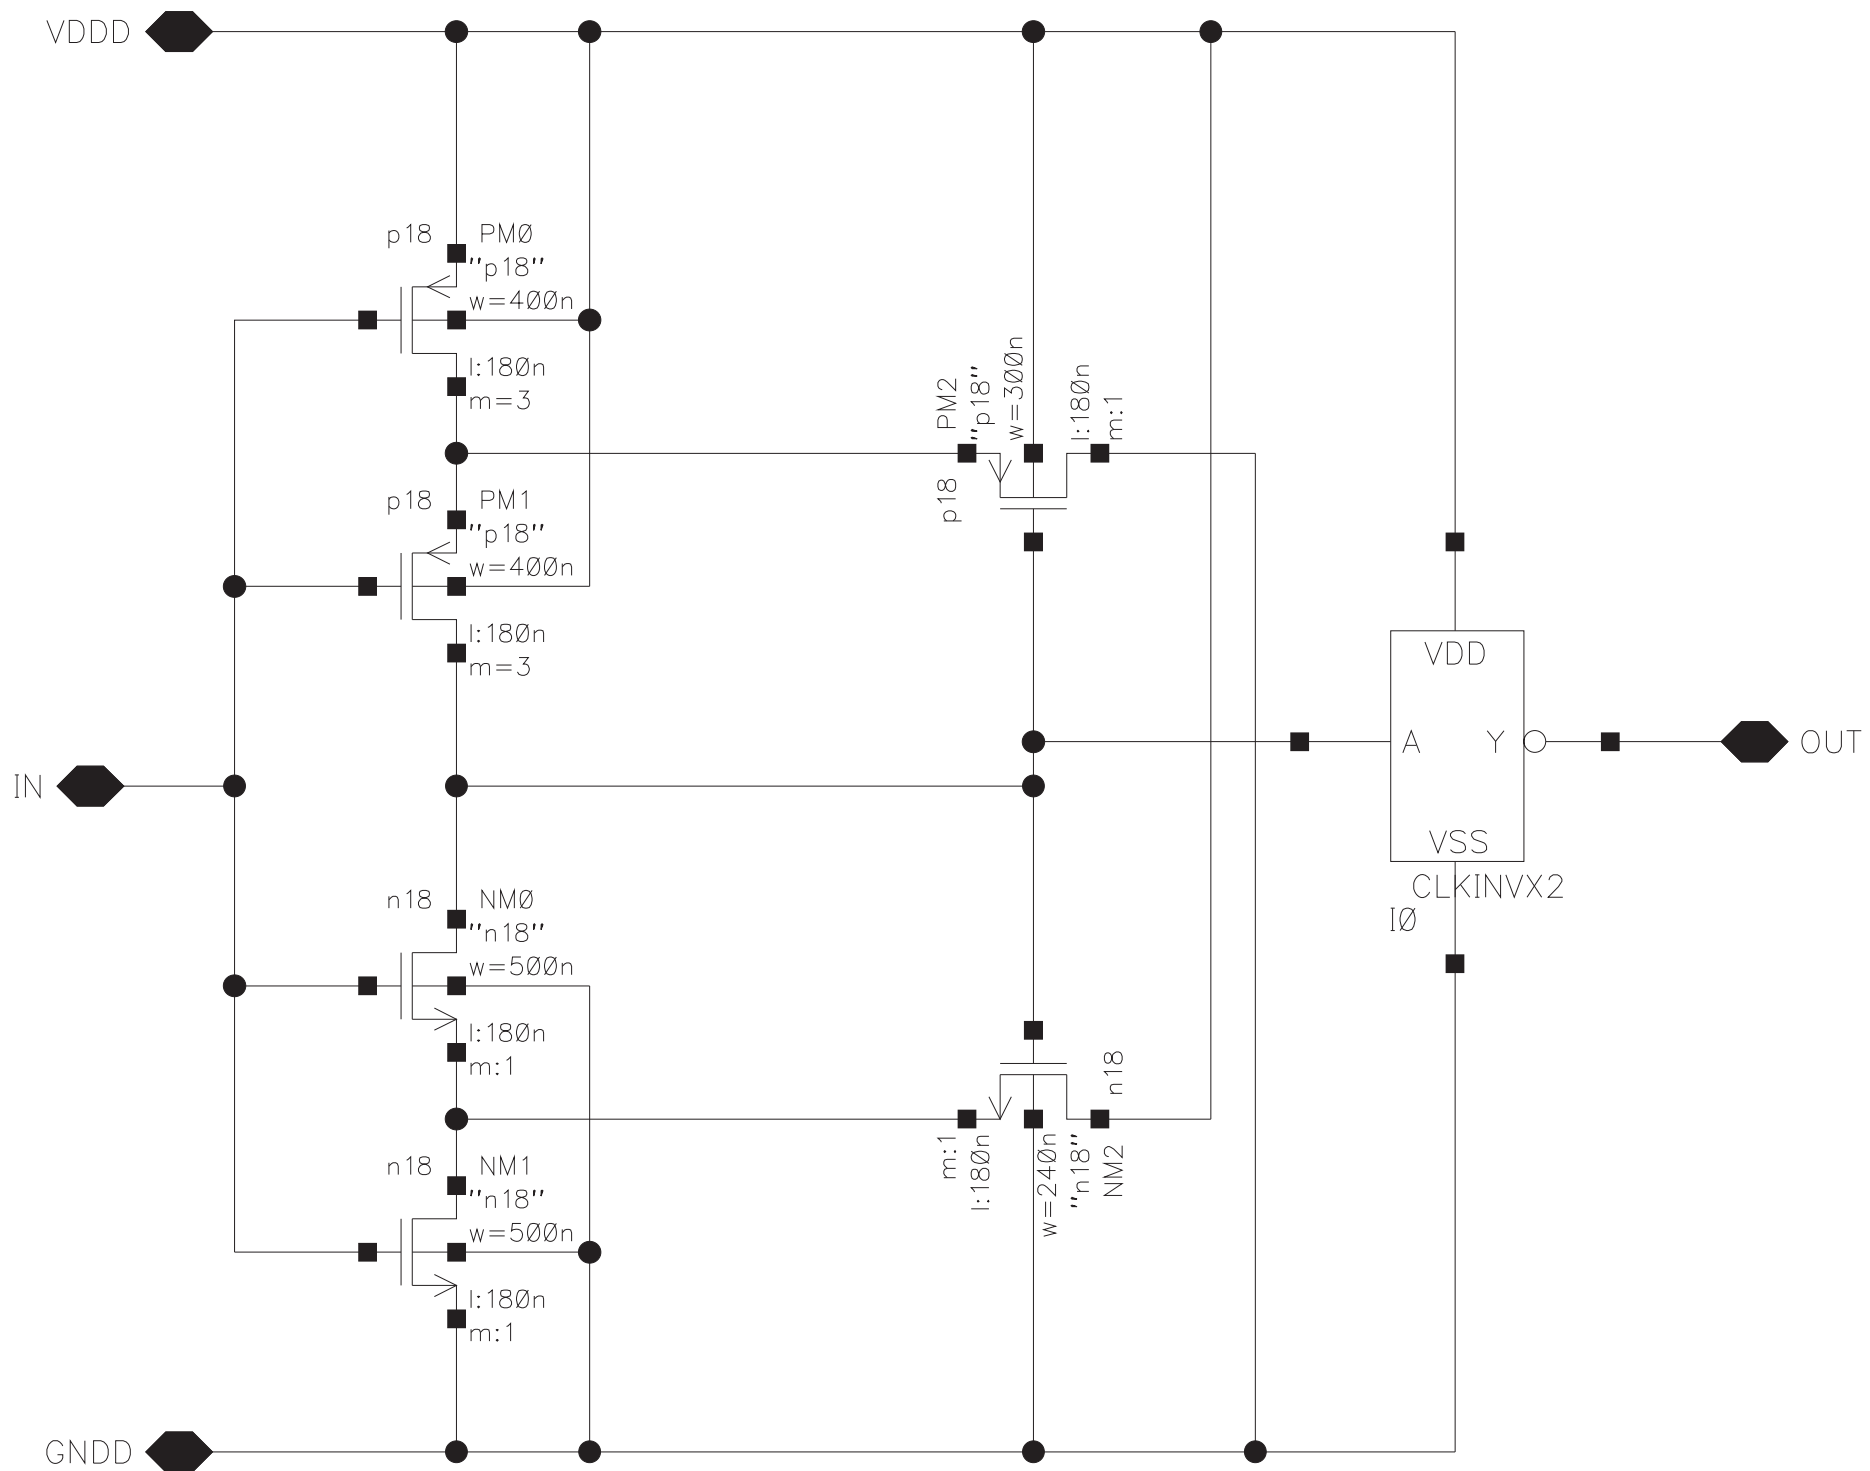 VDDD
p18 PMØ
"p18"
w=4ØØn
l:18Øn
m=3
p18 PM1
"p18"
w=4ØØn
l:18Øn
m=3
PM2
"p18"
w=3ØØn
l:18Øn
m:1
p18
VDD
A Y
VSS
CLKINVX2
IØ
OUT
IN
n18 NMØ
"n18"
w=5ØØn
l:18Øn
m:1
n18 NM1
"n18"
w=5ØØn
l:18Øn
m:1
n18
m:1
l:18Øn
w=24Øn
"n18"
NM2
GNDD